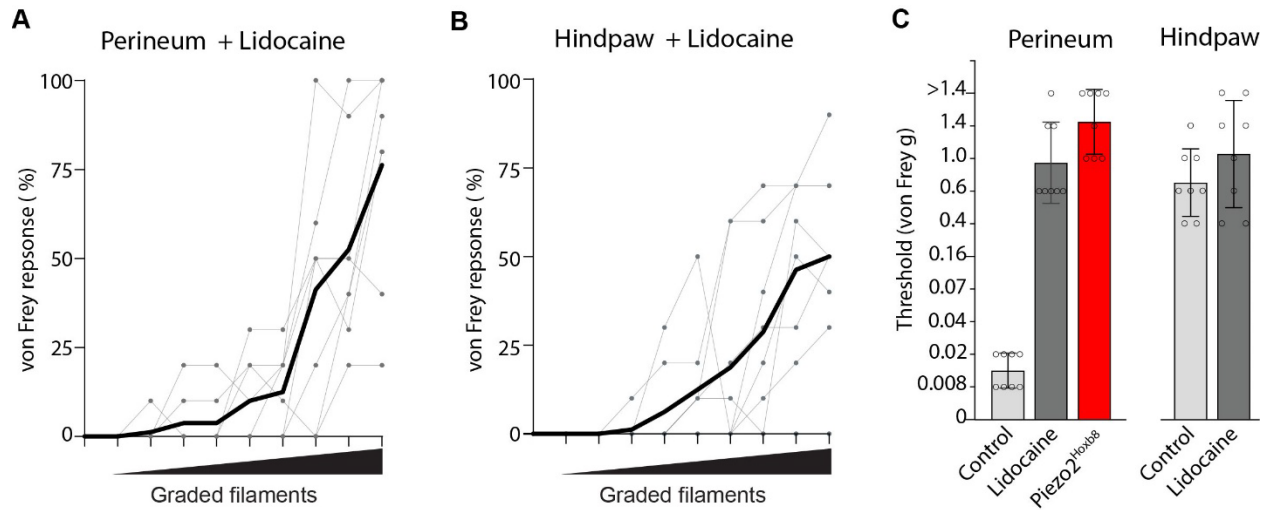 A
Perineum + Lidocaine
von Frey repsonse ( %)
100
75
50
25
0
Graded filaments
B
Hindpaw + Lidocaine
von Frey repsonse ( %)
100
75
50
25
0
Graded filaments
C
Perineum
Hindpaw
Threshold (von Frey g)
>1.4
1.4
1.0
0.6
0.4
0.16
0.07
0.04
0.02
0.008
0
Control
Lidocaine
Piezo2^Hoxb8
Control
Lidocaine